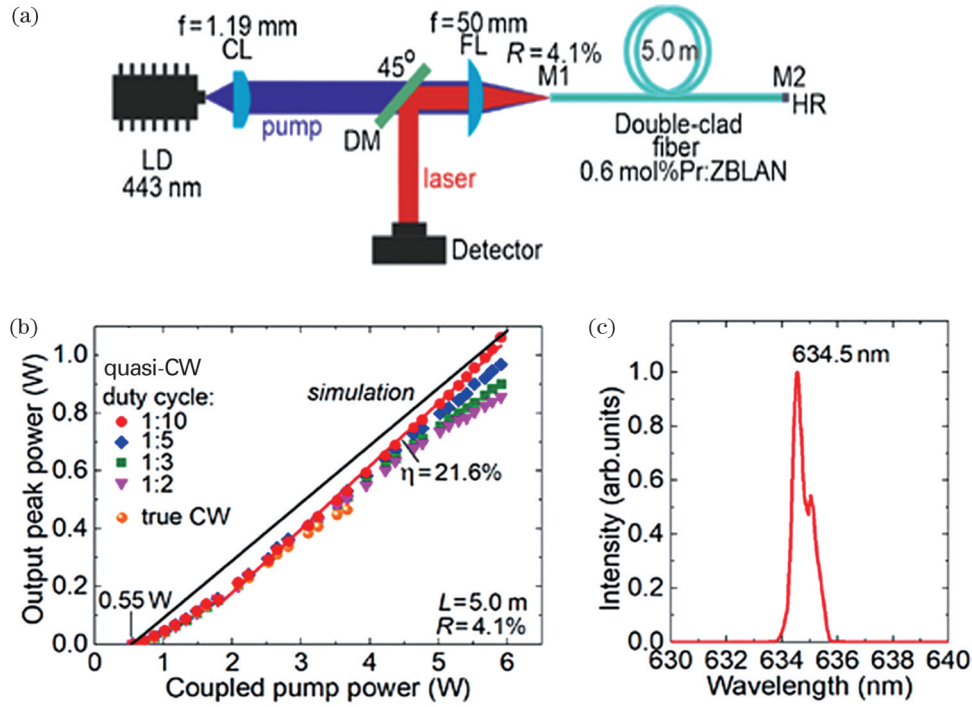 (a)
f=1.19 mm
CL
45°
f=50 mm
FL
R=4.1%
M1
5.0 m
M2
HR
pump
DM
LD
443 nm
laser
Detector
Double-clad
fiber
0.6 mol%Pr:ZBLAN
(b)
Output peak power (W)
1.0
0.8
0.6
0.4
0.2
0.0
quasi-CW
duty cycle:
1:10
1:5
1:3
1:2
true CW
simulation
η=21.6%
0.55 W
L=5.0 m
R=4.1%
0 1 2 3 4 5 6
Coupled pump power (W)
(c)
Intensity (arb.units)
1.0
0.8
0.6
0.4
0.2
0.0
634.5 nm
630 632 634 636 638 640
Wavelength (nm)